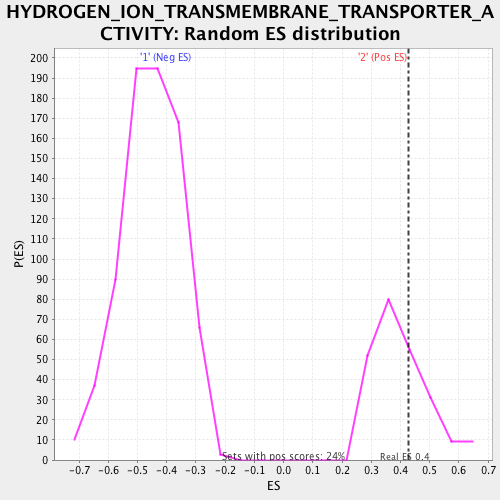 HYDROGEN_ION_TRANSMEMBRANE_TRANSPORTER_A
CTIVITY: Random ES distribution
'1' (Neg ES)
'2' (Pos ES)
P(ES)
200
190
180
170
160
150
140
130
120
110
100
90
80
70
60
50
40
30
20
10
0
Sets with pos scores: 24%
Real ES 0.4
-0.7 -0.6 -0.5 -0.4 -0.3 -0.2 -0.1 0.0 0.1 0.2 0.3 0.4 0.5 0.6 0.7
ES